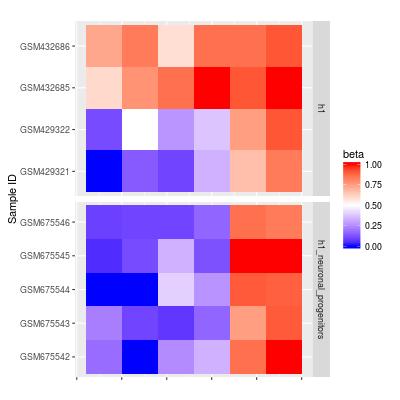 GSM432686
GSM432685
GSM429322
GSM429321
h1
GSM675546
GSM675545
GSM675544
GSM675543
GSM675542
h1_neuronal_progenitors
Sample ID
beta
1.00
0.75
0.50
0.25
0.00